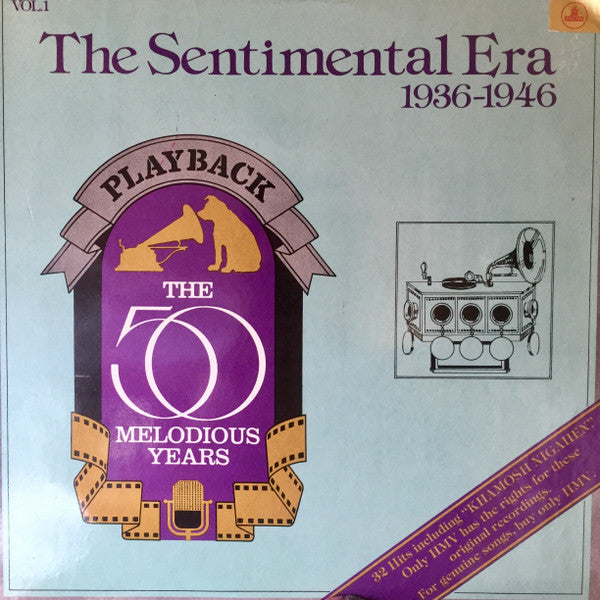 VOL.1
The Sentimental Era
1936-1946
PLAYBACK
THE
50
MELODIOUS
YEARS
32 Hits including "KHAMOSH NIGAHEN."
Only HMV has the rights for these
original recordings.
For genuine songs, buy only HMV.